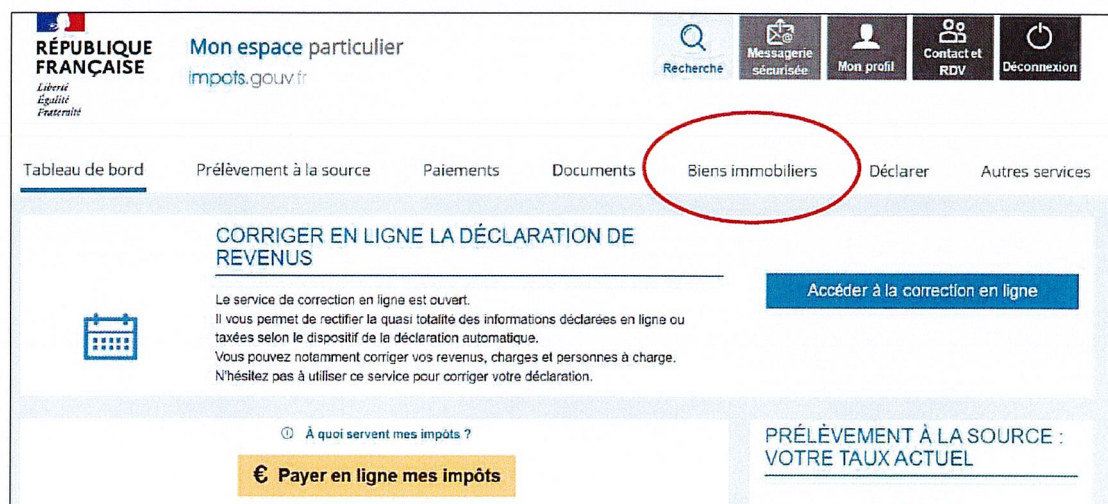 RÉPUBLIQUE
FRANÇAISE
Liberté
Égalité
Fraternité
Mon espace particulier
impots.gouv.fr
Recherche
Messagerie
sécurisée
Mon profil
Contact et
RDV
Déconnexion
Tableau de bord
Prélèvement à la source
Paiements
Documents
Biens immobiliers
Déclarer
Autres services
CORRIGER EN LIGNE LA DÉCLARATION DE
REVENUS
Le service de correction en ligne est ouvert.
Il vous permet de rectifier la quasi totalité des informations déclarées en ligne ou
taxées selon le dispositif de la déclaration automatique.
Vous pouvez notamment corriger vos revenus, charges et personnes à charge.
N'hésitez pas à utiliser ce service pour corriger votre déclaration.
Accéder à la correction en ligne
À quoi servent mes impôts ?
€ Payer en ligne mes impôts
PRÉLÈVEMENT À LA SOURCE :
VOTRE TAUX ACTUEL